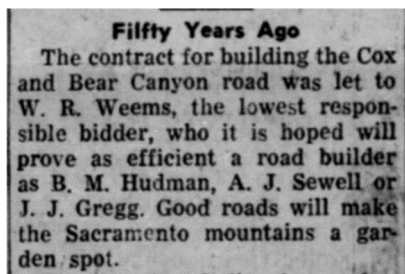 Filfty Years Ago
The contract for building the Cox
and Bear Canyon road was let to
W. R. Weems, the lowest respon-
sible bidder, who it is hoped will
prove as efficient a road builder
as B. M. Hudman, A. J. Sewell or
J. J. Gregg. Good roads will make
the Sacramento mountains a gar-
den spot.